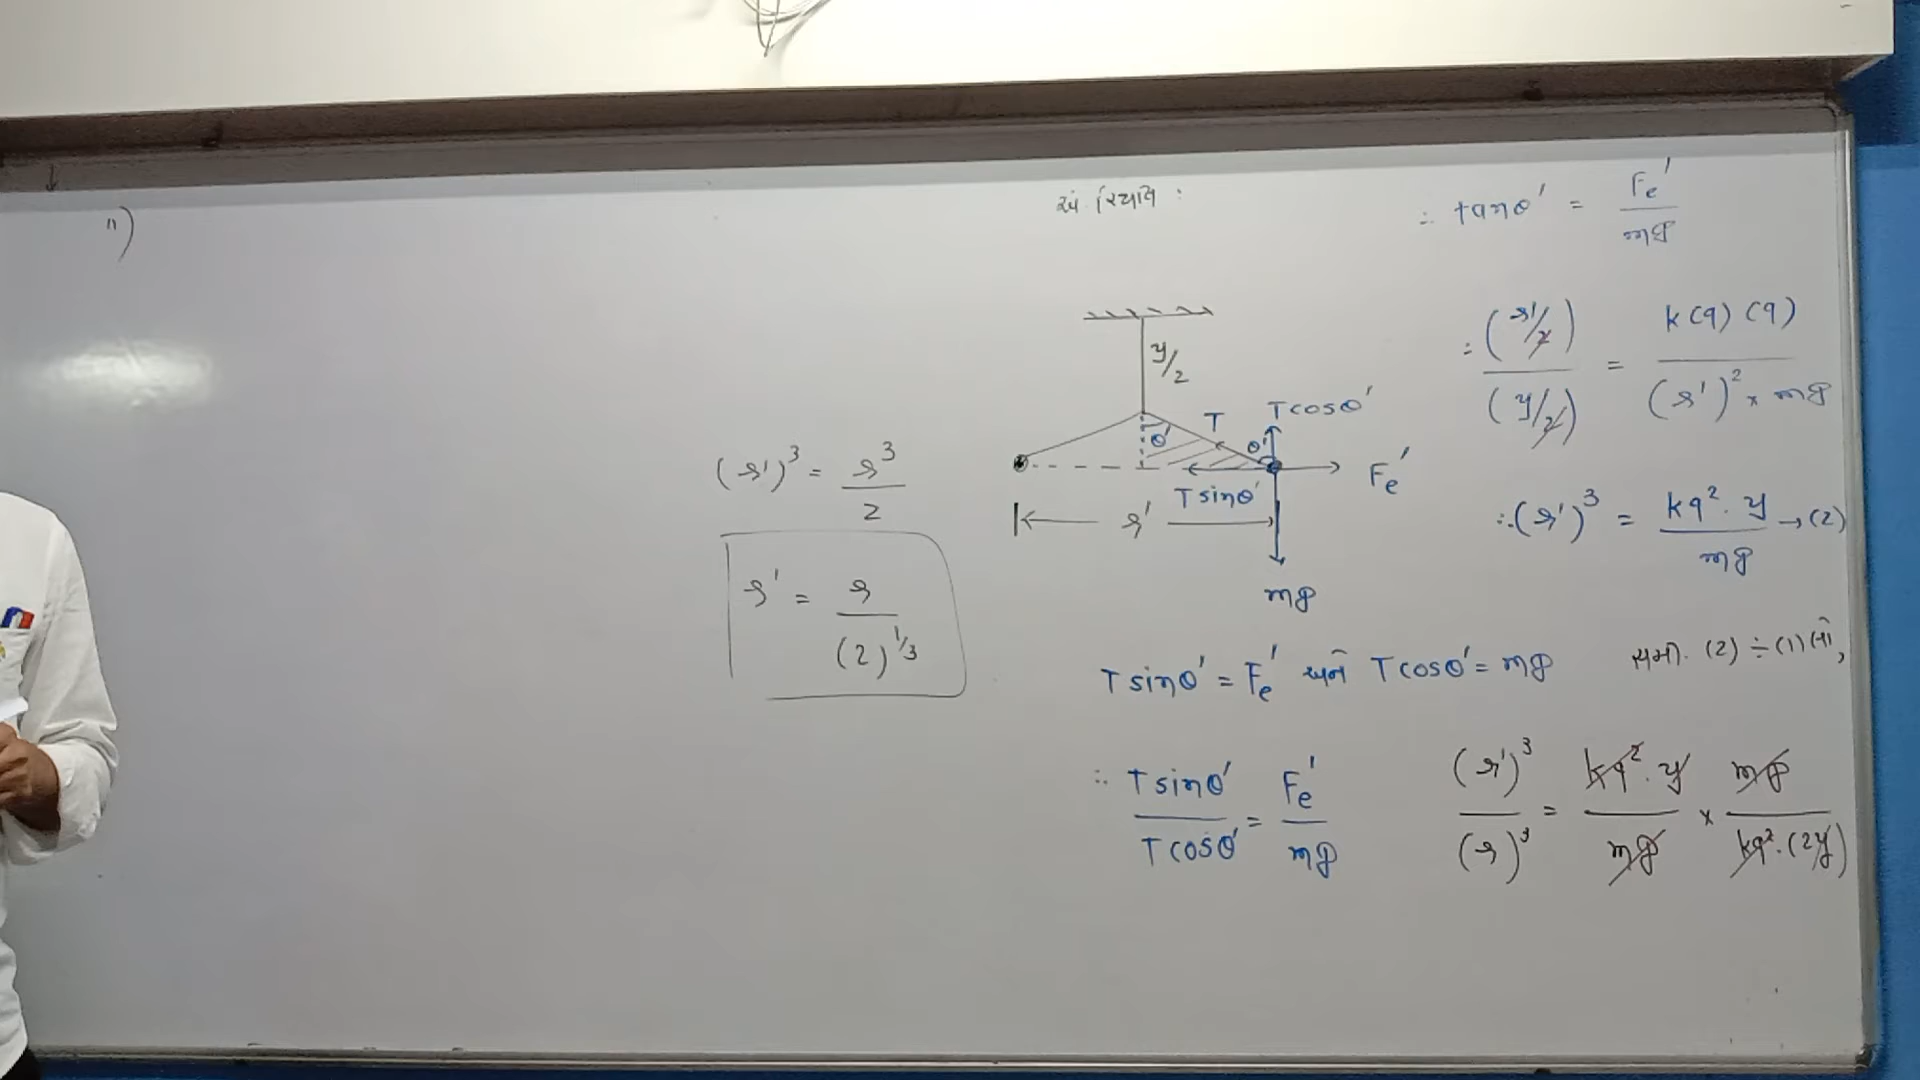 11)
અં. સ્થિતિ :
y/2
T
Tcosθ'
θ'
θ'
Fe'
Tsinθ'
r'
mg
Tsinθ' = Fe' અને Tcosθ' = mg
∴ Tsinθ' / Tcosθ' = Fe' / mg
∴ tanθ' = Fe' / mg
∴ (r'/2) / (y/2) = k(q)(q) / (r')² × mg
∴ (r')³ = kq² · y / mg → (2)
સમી. (2) ÷ (1)
(r')³ / (r)³ = kq² · y / mg × mg / kq² · (2y)
(r')³ = r³ / 2
r' = r / (2)^1/3